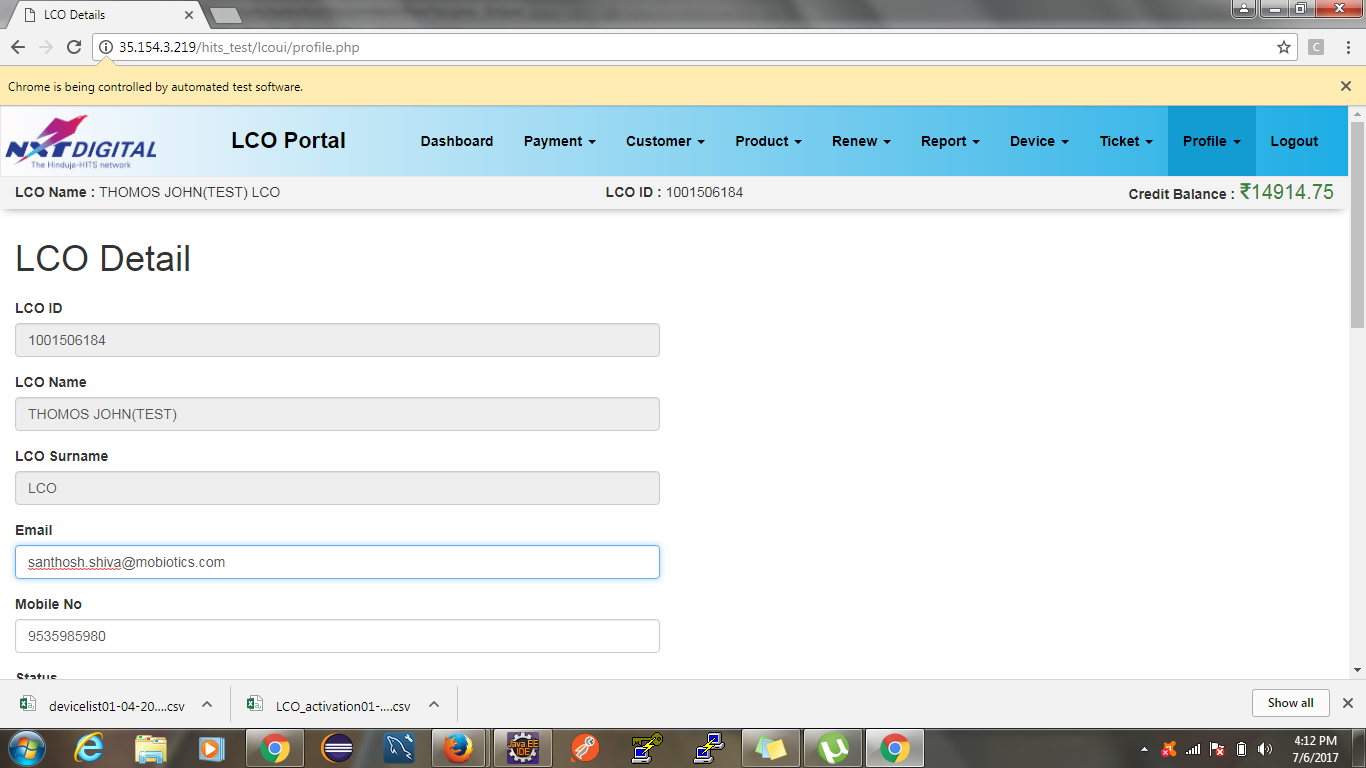 LCO Details
35.154.3.219/hits_test/lcoui/profile.php
C
Chrome is being controlled by automated test software.
NXT DIGITAL
The Hinduja-HITS network
LCO Portal
Dashboard Payment Customer Product Renew Report Device Ticket Profile Logout
LCO Name : THOMOS JOHN(TEST) LCO LCO ID : 1001506184 Credit Balance : ₹14914.75
LCO Detail
LCO ID
1001506184
LCO Name
THOMOS JOHN(TEST)
LCO Surname
LCO
Email
santhosh.shiva@mobiotics.com
Mobile No
9535985980
Status
devicelist01-04-20....csv LCO_activation01-....csv Show all
Java EE
IDE
4:12 PM
7/6/2017